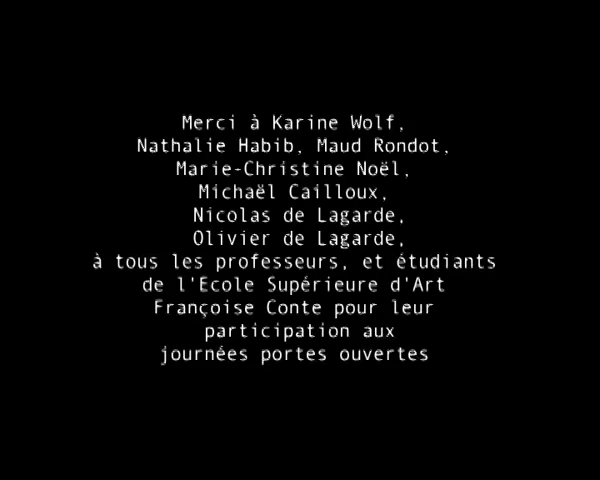 Merci à Karine Wolf,
Nathalie Habib, Maud Rondot,
Marie-Christine Noël,
Michaël Cailloux,
Nicolas de Lagarde,
Olivier de Lagarde,
à tous les professeurs, et étudiants
de l'Ecole Supérieure d'Art
Françoise Conte pour leur
participation aux
journées portes ouvertes